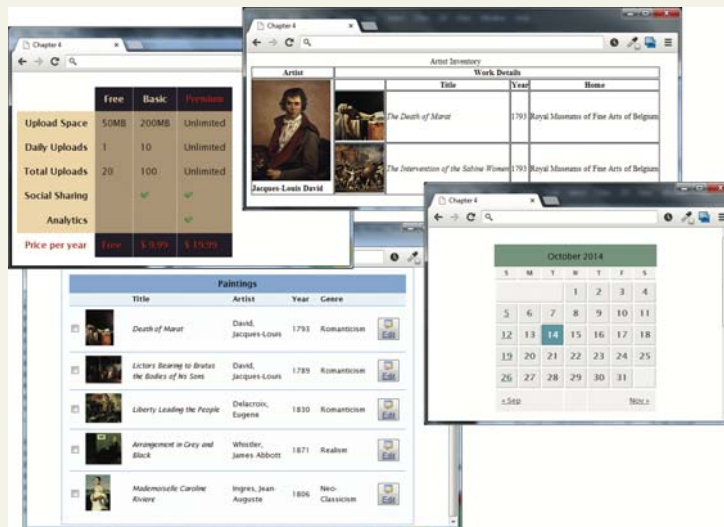 Chapter 4
Free Basic Premium
Upload Space 50MB 200MB Unlimited
Daily Uploads 1 10 Unlimited
Total Uploads 20 100 Unlimited
Social Sharing
Analytics
Price per year Free $ 9.99 $ 19.99
Chapter 4
Artist Inventory
Artist Work Details
Title Year Home
The Death of Marat 1793 Royal Museums of Fine Arts of Belgium
The Intervention of the Sabine Women 1793 Royal Museums of Fine Arts of Belgium
Jacques-Louis David
Paintings
Title Artist Year Genre
Death of Marat David, Jacques-Louis 1793 Romanticism Edit
Lictors Bearing to Brutus the Bodies of his Sons David, Jacques-Louis 1789 Romanticism Edit
Liberty Leading the People Delacroix, Eugene 1830 Romanticism Edit
Arrangement in Grey and Black Whistler, James Abbott 1871 Realism Edit
Mademoiselle Caroline Riviere Ingres, Jean-Auguste 1806 Neo-Classicism Edit
Chapter 4
October 2014
S M T W T F S
1 2 3 4
5 6 7 8 9 10 11
12 13 14 15 16 17 18
19 20 21 22 23 24 25
26 27 28 29 30 31
« Sep Nov »